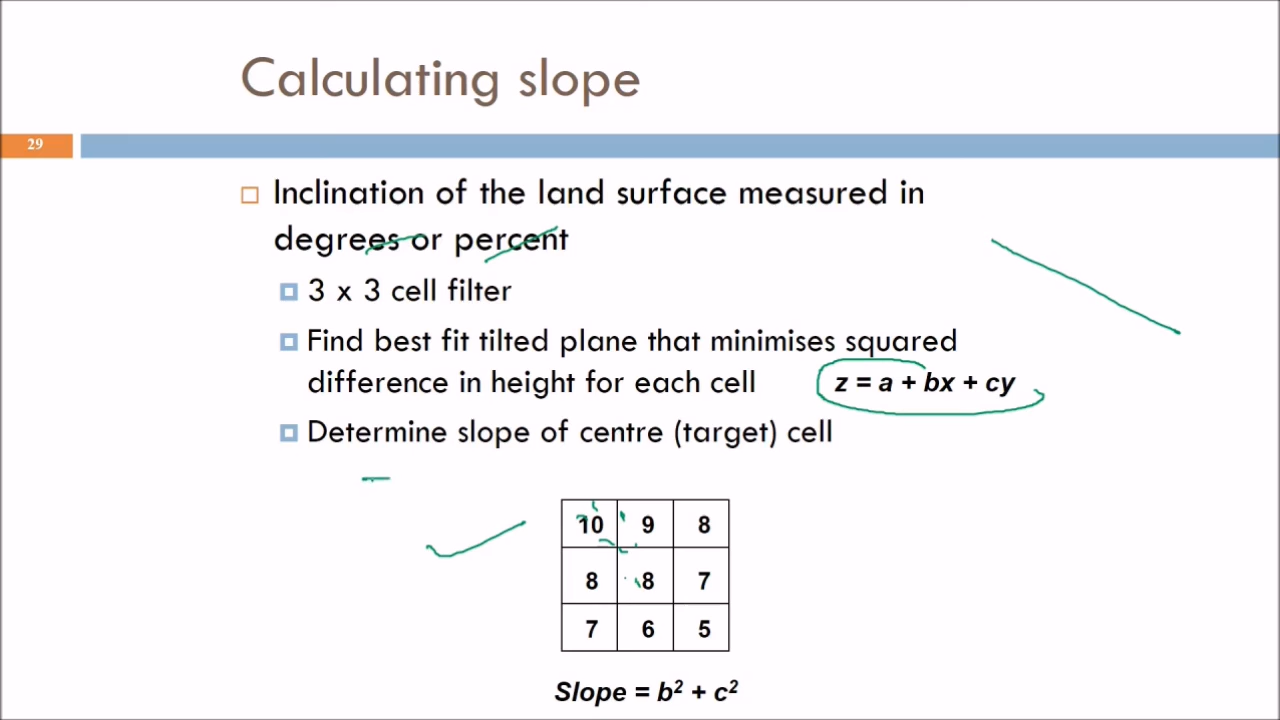 Calculating slope
29
Inclination of the land surface measured in
degrees or percent
3 x 3 cell filter
Find best fit tilted plane that minimises squared
difference in height for each cell z = a + bx + cy
Determine slope of centre (target) cell
10 9 8
8 8 7
7 6 5
Slope = b² + c²